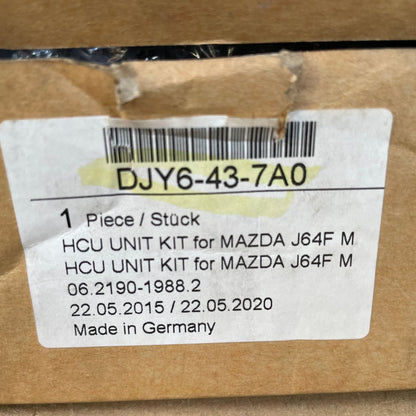 DJY6-43-7A0
1 Piece / Stück
HCU UNIT KIT for MAZDA J64F M
HCU UNIT KIT for MAZDA J64F M
06.2190-1988.2
22.05.2015 / 22.05.2020
Made in Germany